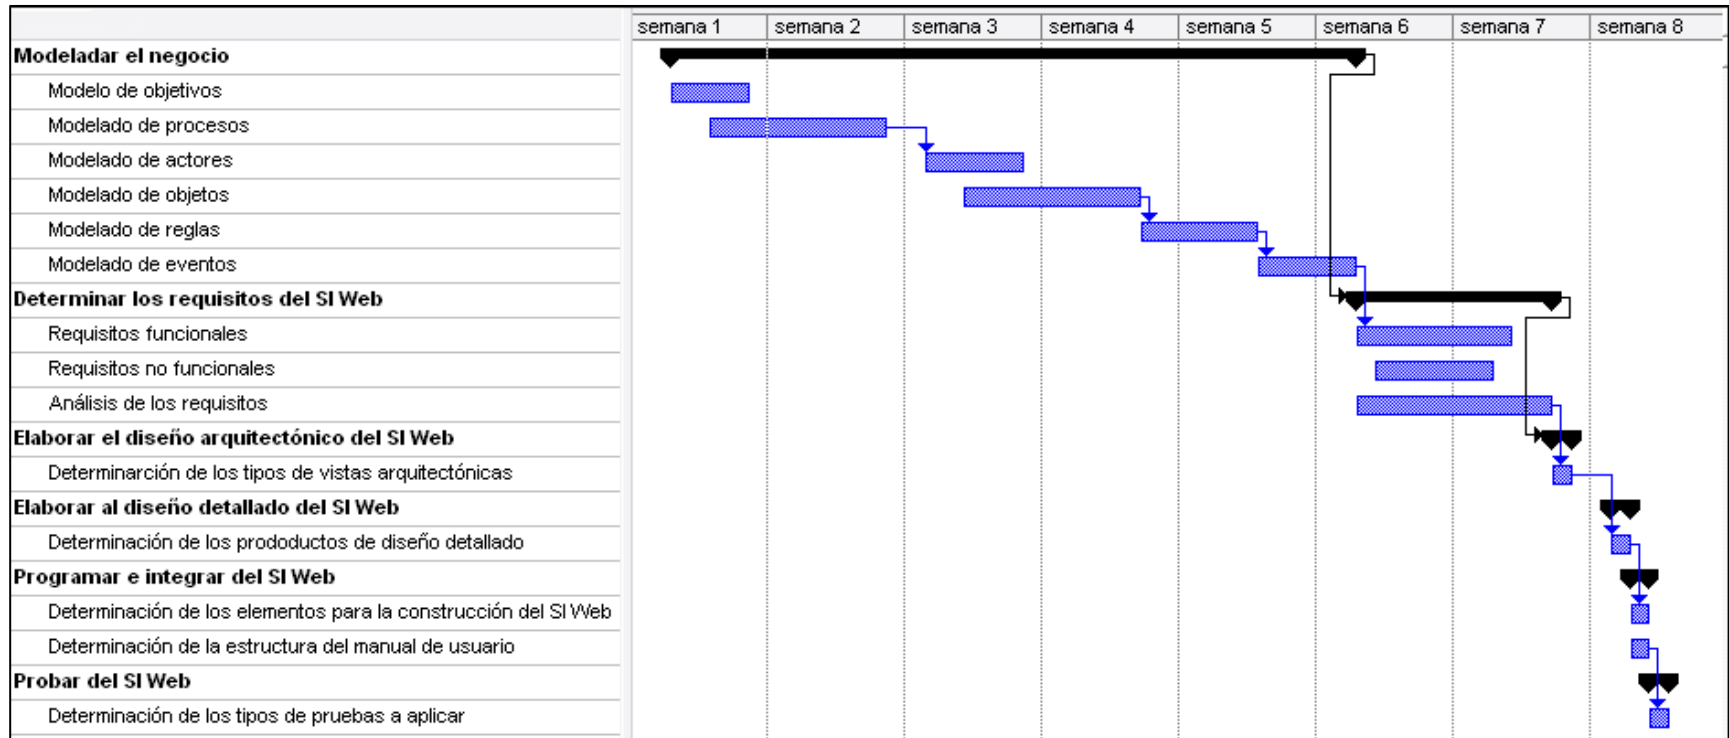 semana 1 semana 2 semana 3 semana 4 semana 5 semana 6 semana 7 semana 8
Modeladar el negocio
Modelo de objetivos
Modelado de procesos
Modelado de actores
Modelado de objetos
Modelado de reglas
Modelado de eventos
Determinar los requisitos del SI Web
Requisitos funcionales
Requisitos no funcionales
Análisis de los requisitos
Elaborar el diseño arquitectónico del SI Web
Determinarción de los tipos de vistas arquitectónicas
Elaborar al diseño detallado del SI Web
Determinación de los prodoductos de diseño detallado
Programar e integrar del SI Web
Determinación de los elementos para la construcción del SI Web
Determinación de la estructura del manual de usuario
Probar del SI Web
Determinación de los tipos de pruebas a aplicar